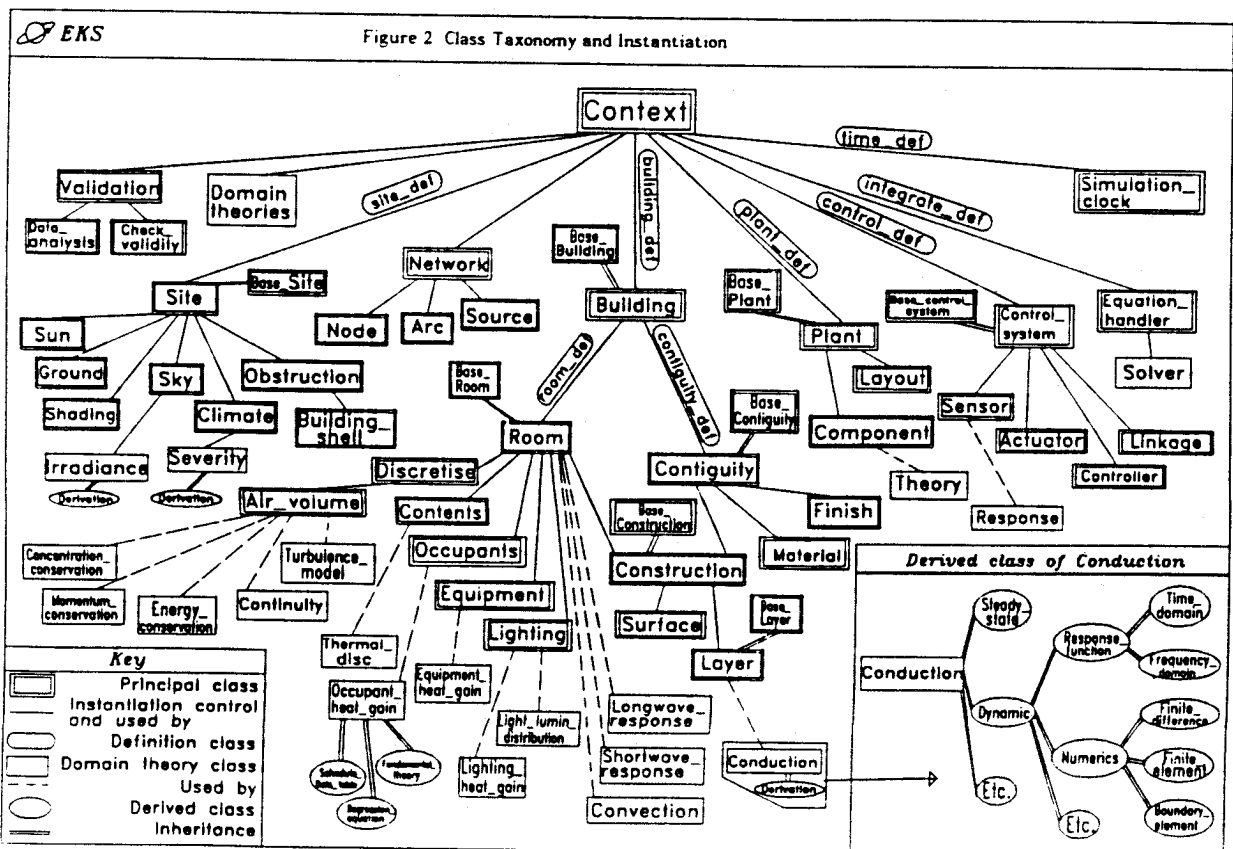 EKS
Figure 2 Class Taxonomy and Instantiation
Context
time_def
Validation
Domain
theories
site_def
building_def
integrate_def
control_def
plant_def
Simulation_
clock
Data_
analysis
Check_
validity
Base_
Building
Network
Base_Site
Site
Base_
Plant
Base_control_
system
Control_
system
Equation_
handler
Building
Node
Arc
Source
Sun
Plant
Solver
Ground
Sky
Obstruction
room_def
contiguity_def
Base_
Room
Layout
Shading
Climate
Building_
shell
Base_
Contiguity
Sensor
Room
Component
Actuator
Linkage
Irradiance
Severity
Discretise
Contiguity
Controller
Derivation
Derivation
Air_volume
Contents
Theory
Finish
Response
Base_
Construction
Occupants
Material
Concentration_
conservation
Turbulence_
model
Construction
Momentum_
conservation
Energy_
conservation
Continuity
Equipment
Surface
Base_
Layer
Lighting
Layer
Thermal_
disc
Occupant_
heat_gain
Equipment_
heat_gain
Light_lumin_
distribution
Longwave_
response
Lighting_
heat_gain
Shortwave_
response
Convection
Schedule_
Data_table
Fundamental_
theory
Regression_
equation
Conduction
Derivation
Key
Principal class
Instantiation control
and used by
Definition class
Domain theory class
Used by
Derived class
Inheritance
Derived class of Conduction
Steady_
state
Time_
domain
Response_
function
Conduction
Frequency_
domain
Dynamic
Finite_
difference
Numerics
Finite_
element
Etc.
Etc.
Boundary_
element